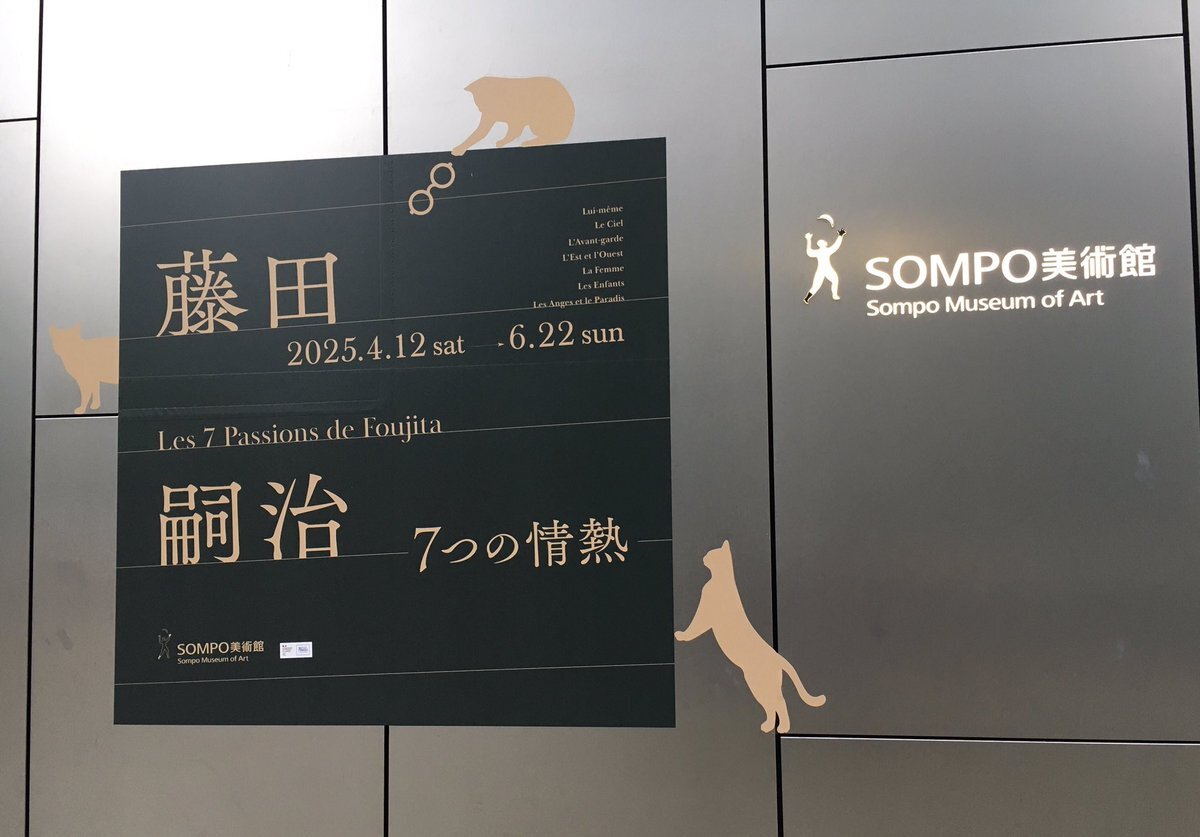 Lui-même
Le Ciel
L'Avant-garde
L'Est et l'Ouest
La Femme
Les Enfants
Les Anges et le Paradis
藤田
2025.4.12 sat - 6.22 sun
Les 7 Passions de Foujita
嗣治
7つの情熱
SOMPO美術館
Sompo Museum of Art
SOMPO美術館
Sompo Museum of Art